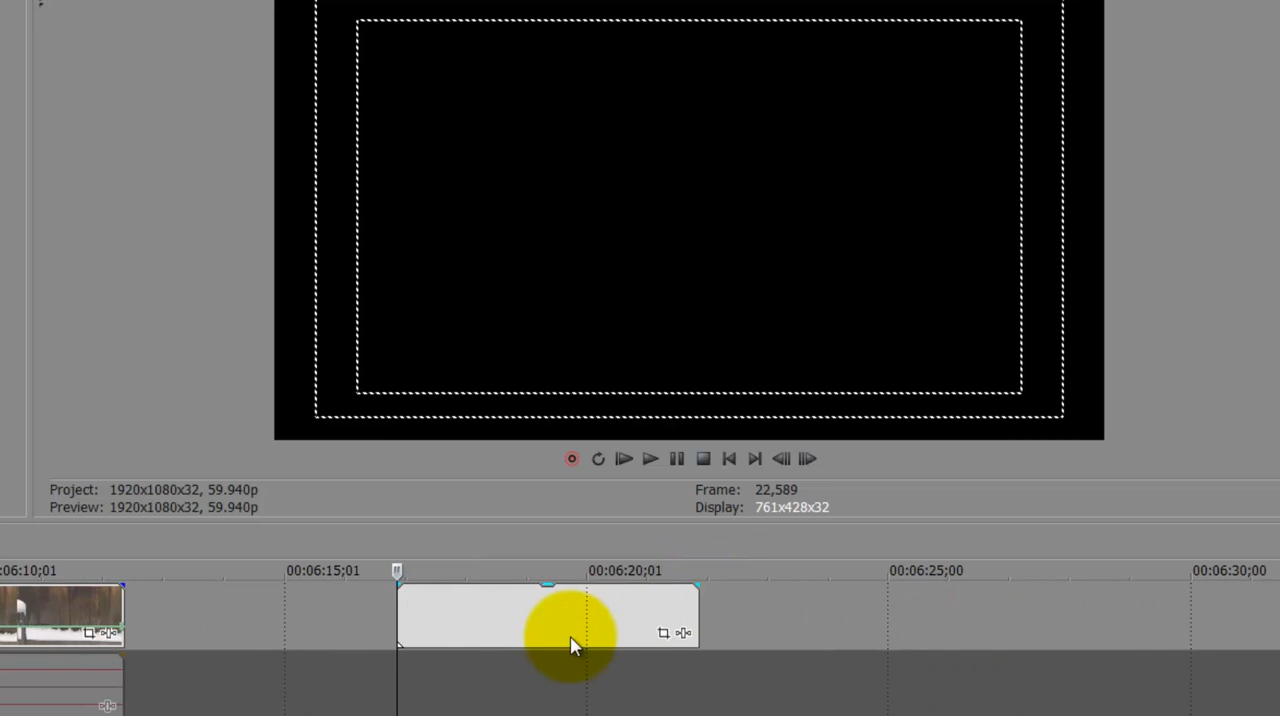 Project: 1920x1080x32, 59.940p
Preview: 1920x1080x32, 59.940p
Frame: 22,589
Display: 761x428x32
:06:10;01 00:06:15;01 00:06:20;01 00:06:25;00 00:06:30;00